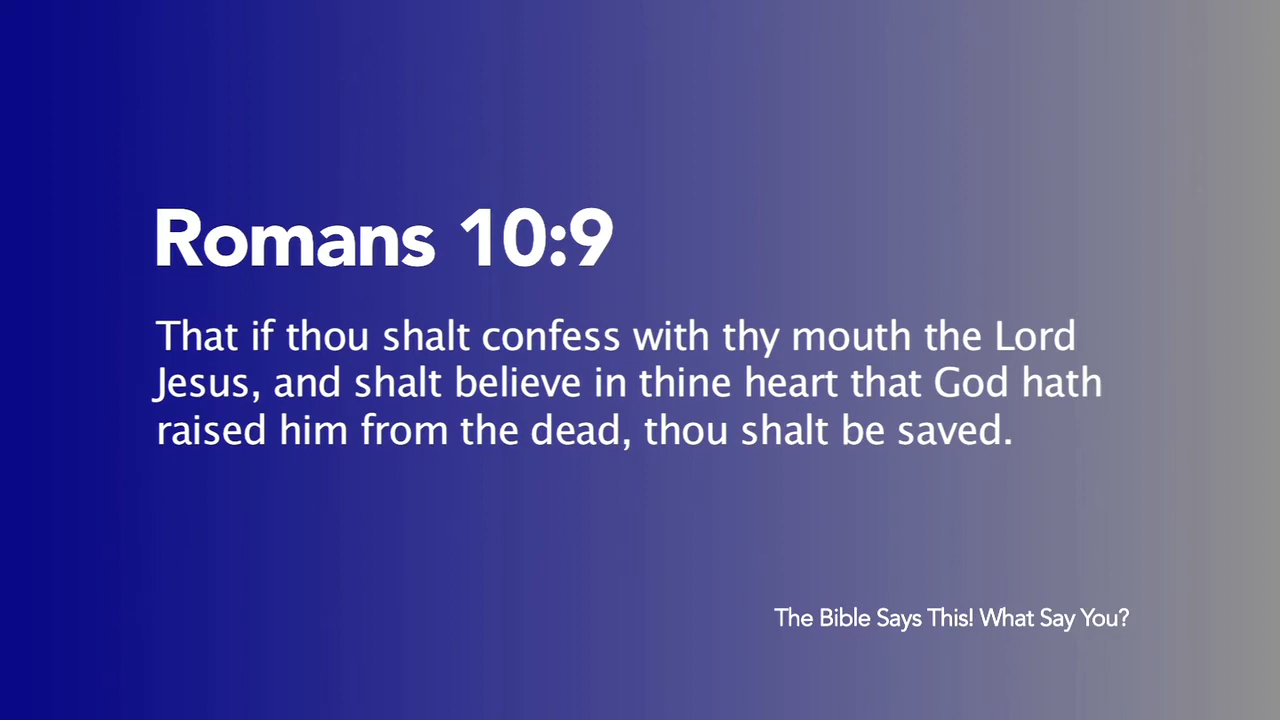 Romans 10:9
That if thou shalt confess with thy mouth the Lord
Jesus, and shalt believe in thine heart that God hath
raised him from the dead, thou shalt be saved.
The Bible Says This! What Say You?